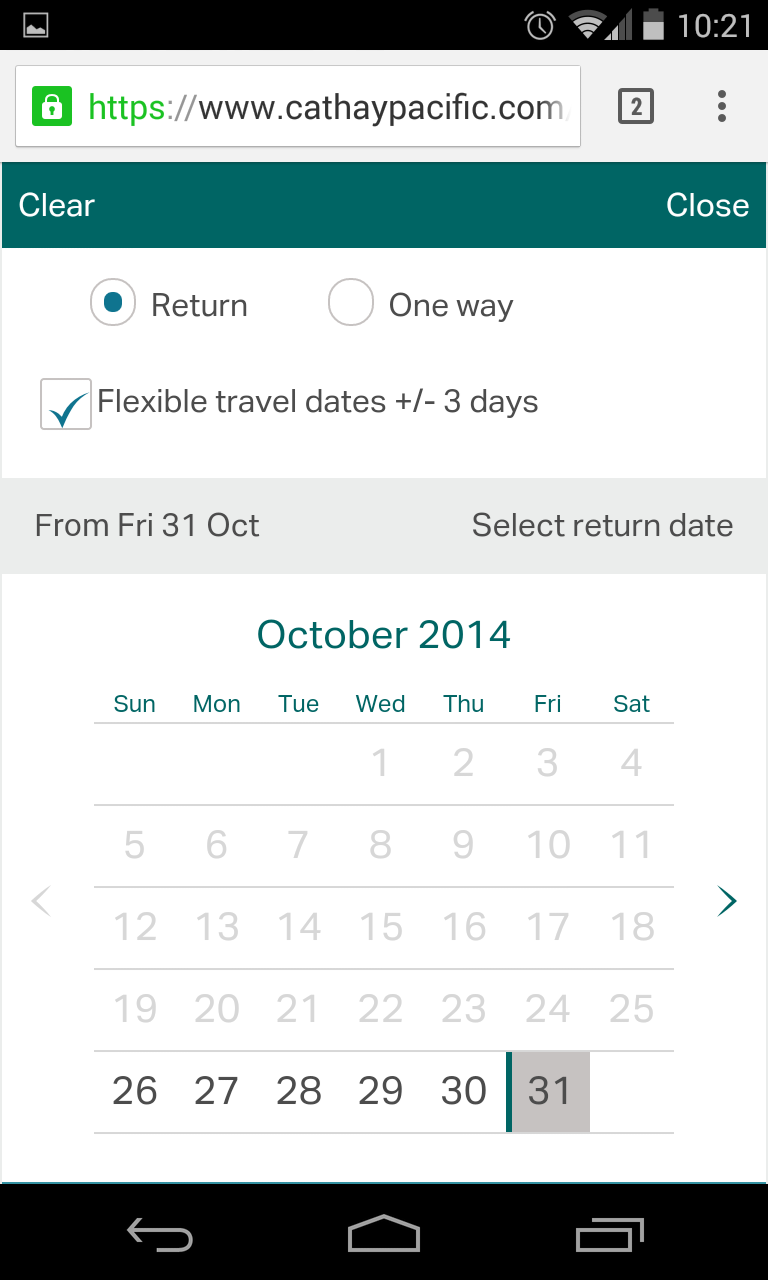 10:21
https://www.cathaypacific.com/
2
Clear Close
Return One way
Flexible travel dates +/- 3 days
From Fri 31 Oct Select return date
October 2014
Sun Mon Tue Wed Thu Fri Sat
1 2 3 4
5 6 7 8 9 10 11
12 13 14 15 16 17 18
19 20 21 22 23 24 25
26 27 28 29 30 31